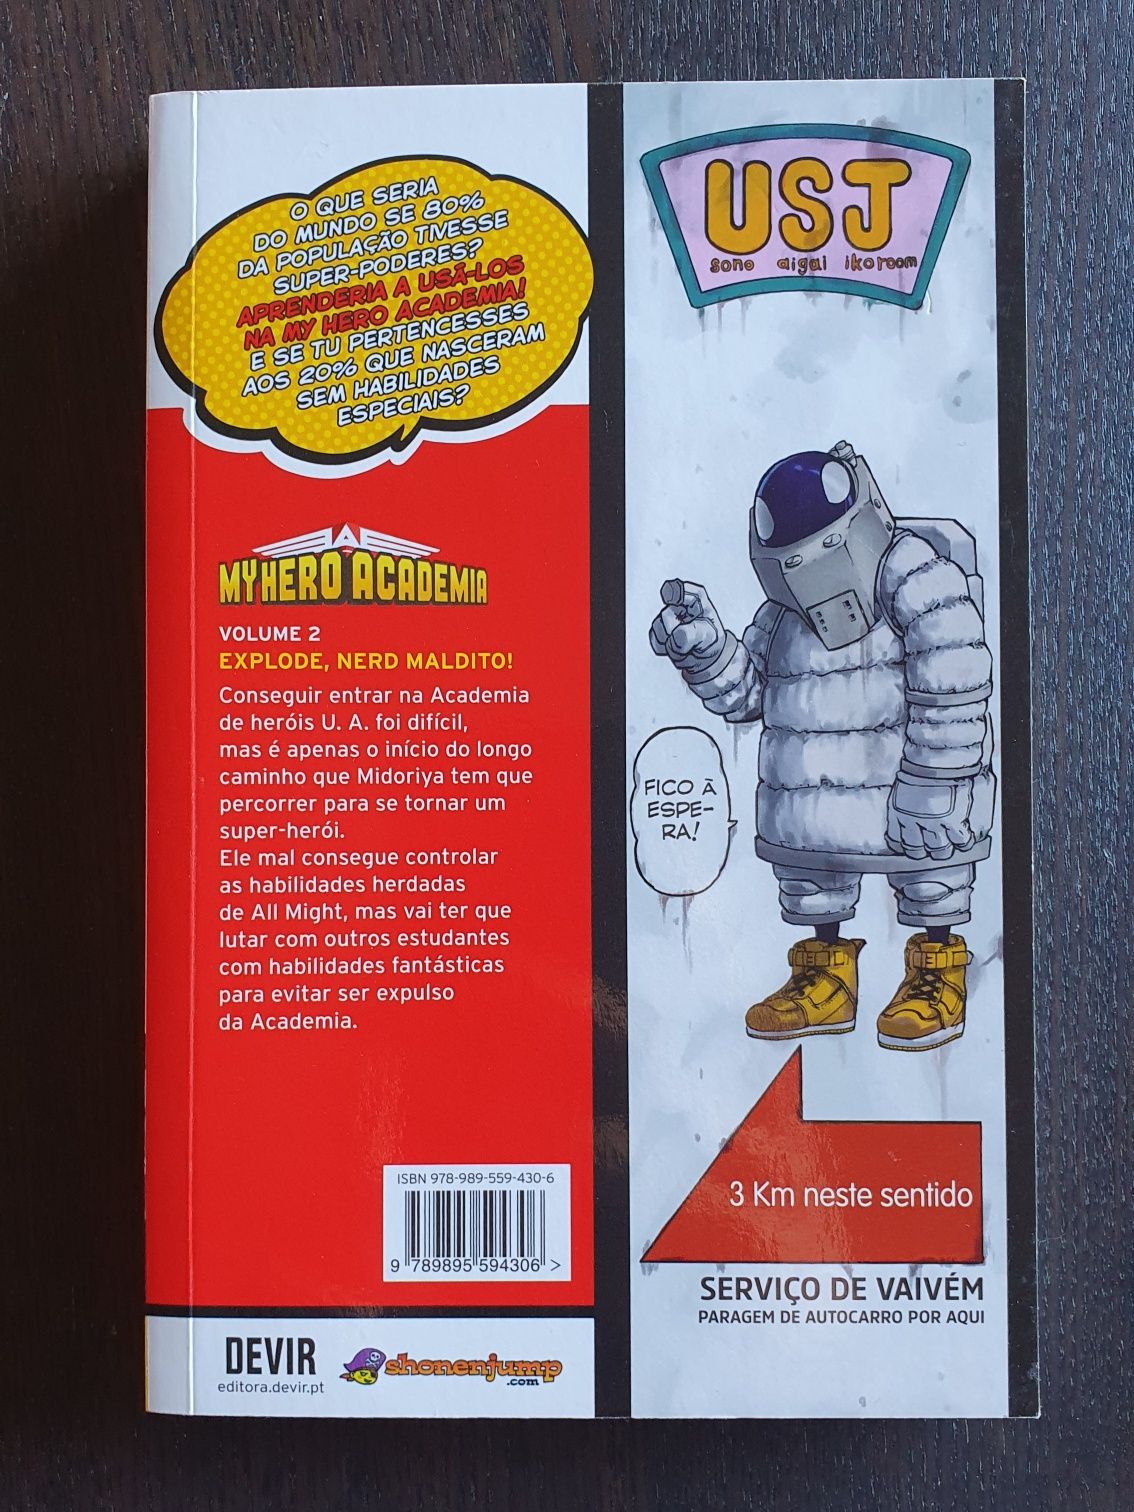 O QUE SERIA
DO MUNDO SE 80%
DA POPULAÇÃO TIVESSE
SUPER-PODERES?
APRENDERIA A USÃ-LOS
NA MY HERO ACADEMIA!
E SE TU PERTENCESSES
AOS 20% QUE NASCERAM
SEM HABILIDADES
ESPECIAIS?
MY HERO ACADEMIA
VOLUME 2
EXPLODE, NERD MALDITO!
Conseguir entrar na Academia
de heróis U. A. foi difícil,
mas é apenas o início do longo
caminho que Midoriya tem que
percorrer para se tornar um
super-herói.
Ele mal consegue controlar
as habilidades herdadas
de All Might, mas vai ter que
lutar com outros estudantes
com habilidades fantásticas
para evitar ser expulso
da Academia.
ISBN 978-989-559-430-6
9 789895 594306 >
DEVIR
editora.devir.pt
shonenjump
.com
USJ
sono aigai ikoroom
FICO À
ESPE-
RA!
3 Km neste sentido
SERVIÇO DE VAIVÉM
PARAGEM DE AUTOCARRO POR AQUI